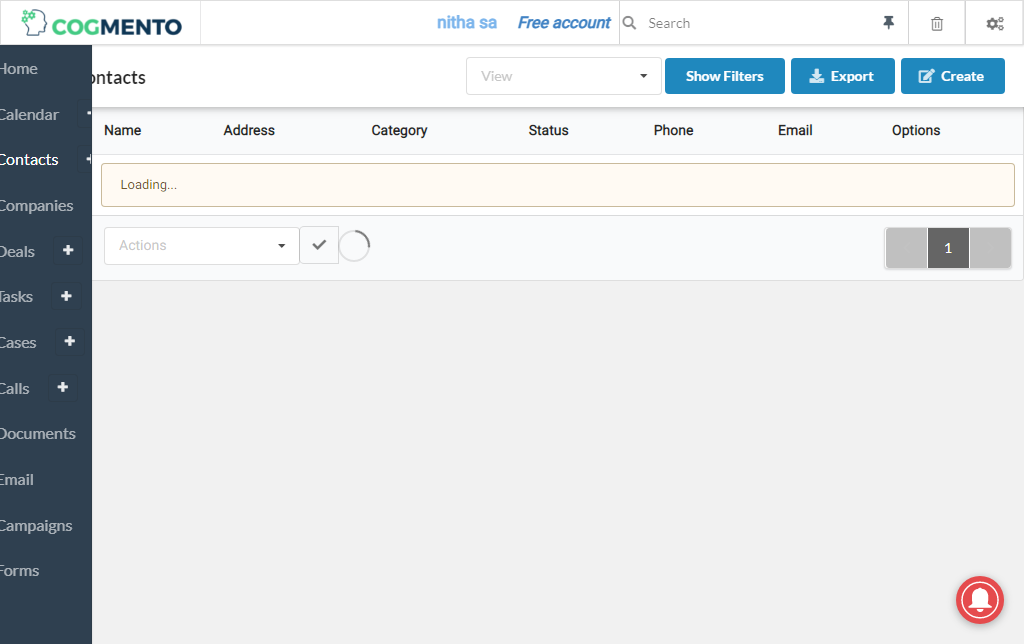 COGMENTO
nitha sa
Free account
Search
Home
Calendar
Contacts
Companies
Deals
Tasks
Cases
Calls
Documents
Email
Campaigns
Forms
ontacts
View
Show Filters
Export
Create
Name Address Category Status Phone Email Options
Loading...
Actions
1